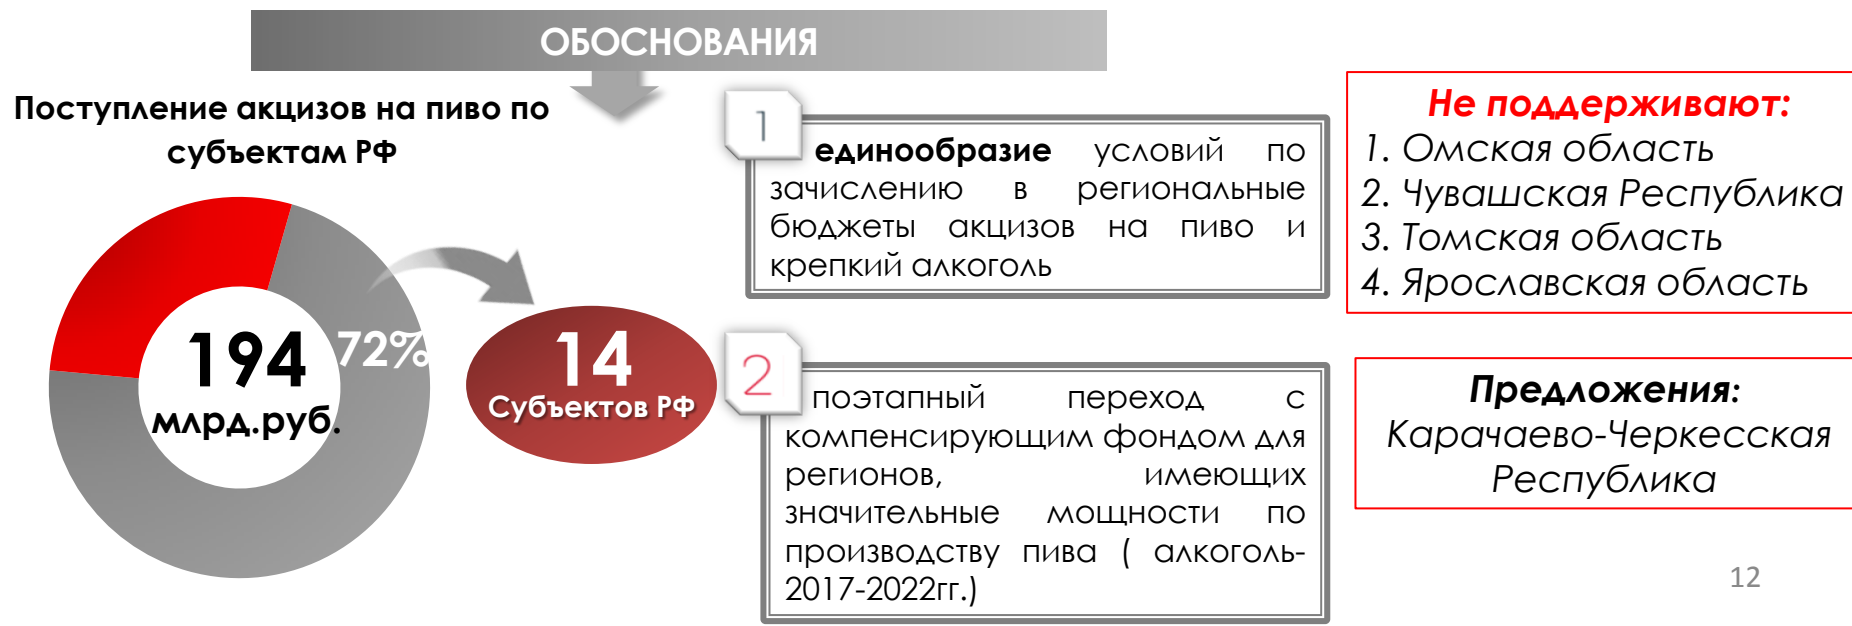 ОБОСНОВАНИЯ
Поступление акцизов на пиво по
субъектам РФ
194
млрд.руб.
72%
14
Субъектов РФ
1
единообразие условий по
зачислению в региональные
бюджеты акцизов на пиво и
крепкий алкоголь
2
поэтапный переход с
компенсирующим фондом для
регионов, имеющих
значительные мощности по
производству пива ( алкоголь-
2017-2022гг.)
Не поддерживают:
1. Омская область
2. Чувашская Республика
3. Томская область
4. Ярославская область
Предложения:
Карачаево-Черкесская
Республика
12